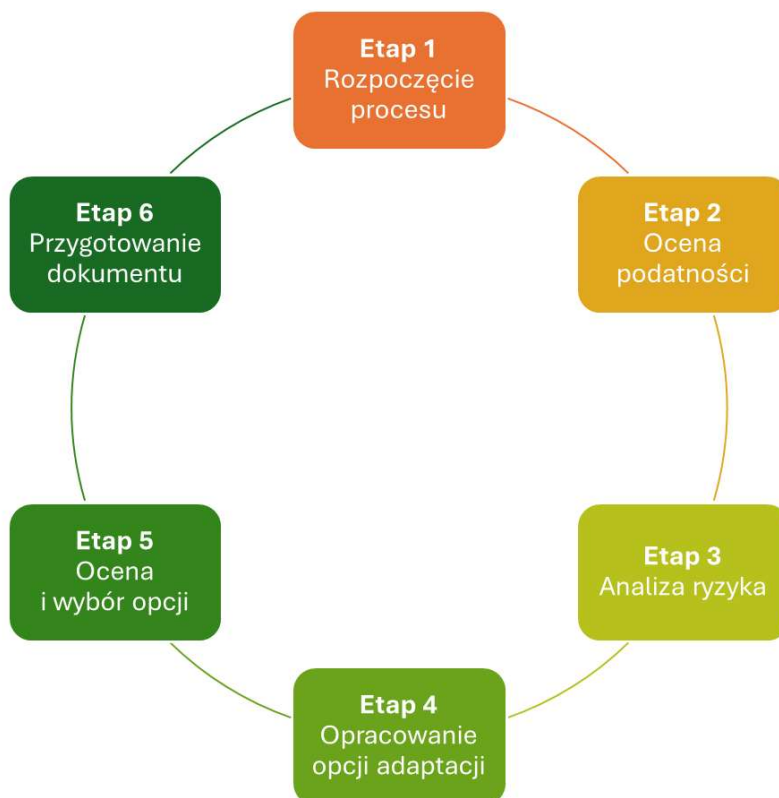 Etap 1
Rozpoczęcie
procesu
Etap 2
Ocena
podatności
Etap 3
Analiza ryzyka
Etap 4
Opracowanie
opcji adaptacji
Etap 5
Ocena
i wybór opcji
Etap 6
Przygotowanie
dokumentu